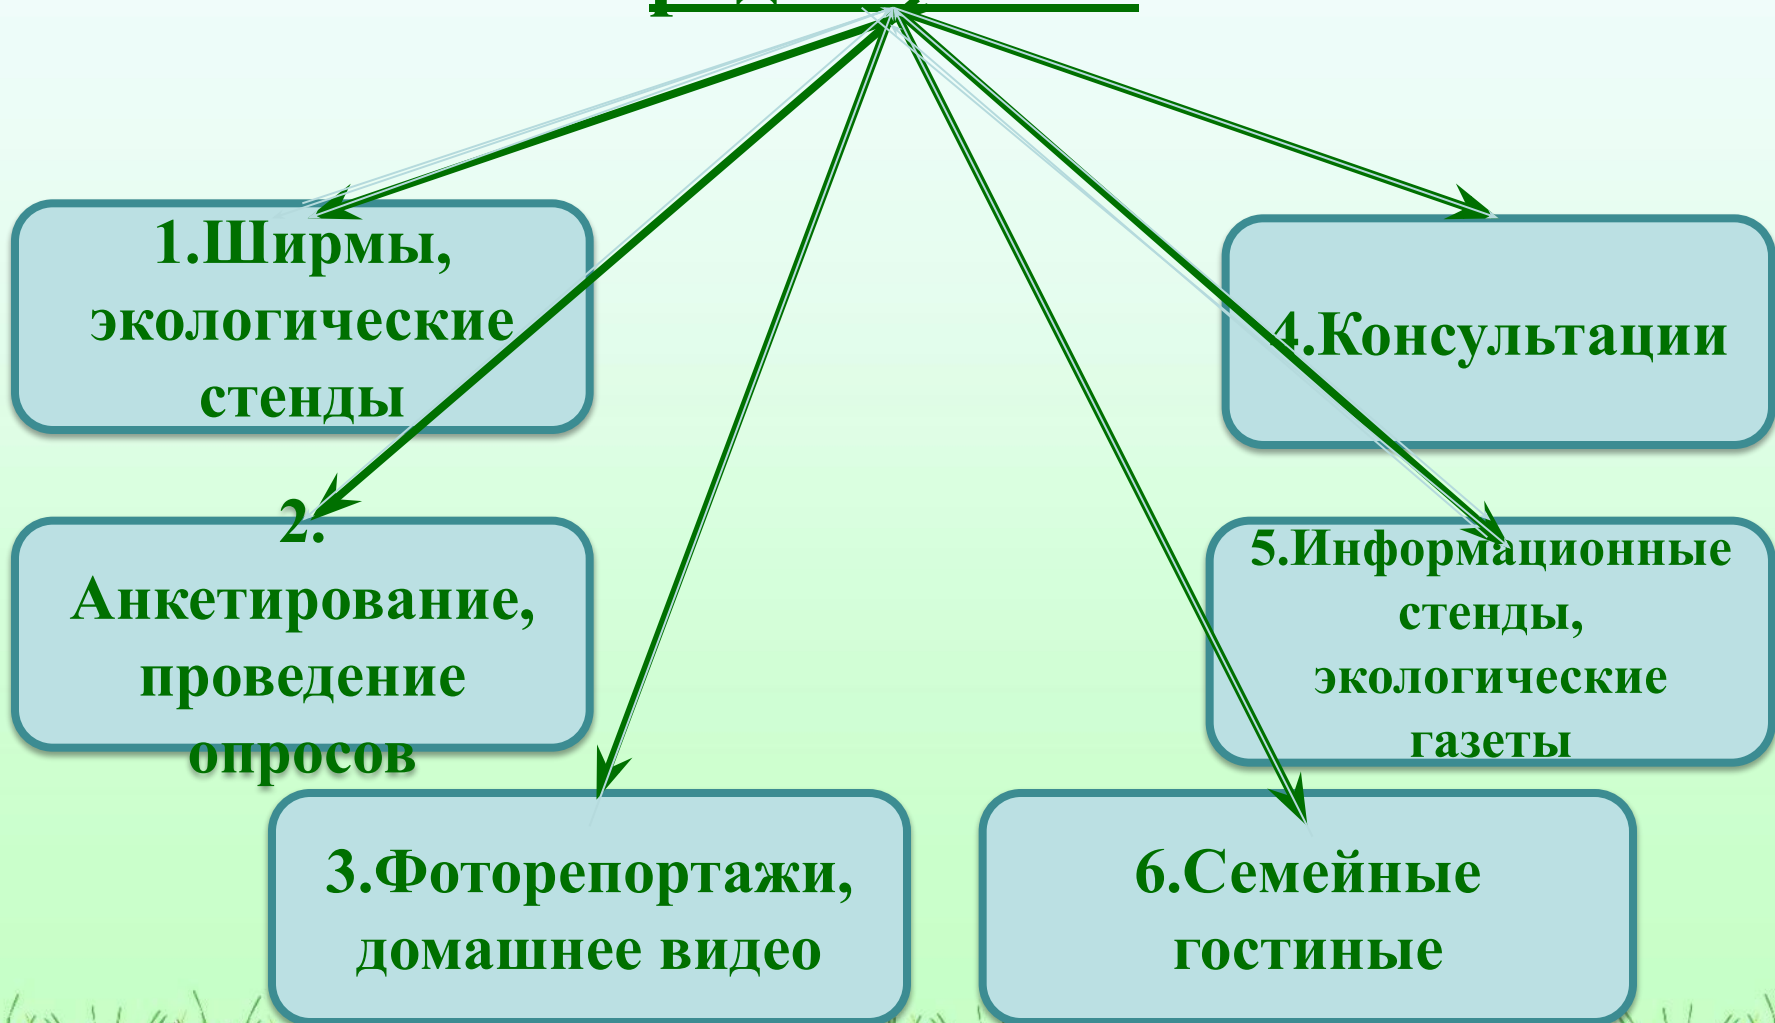 1.Ширмы,
экологические
стенды
2.
Анкетирование,
проведение
опросов
3.Фоторепортажи,
домашнее видео
4.Консультации
5.Информационные
стенды,
экологические
газеты
6.Семейные
гостиные